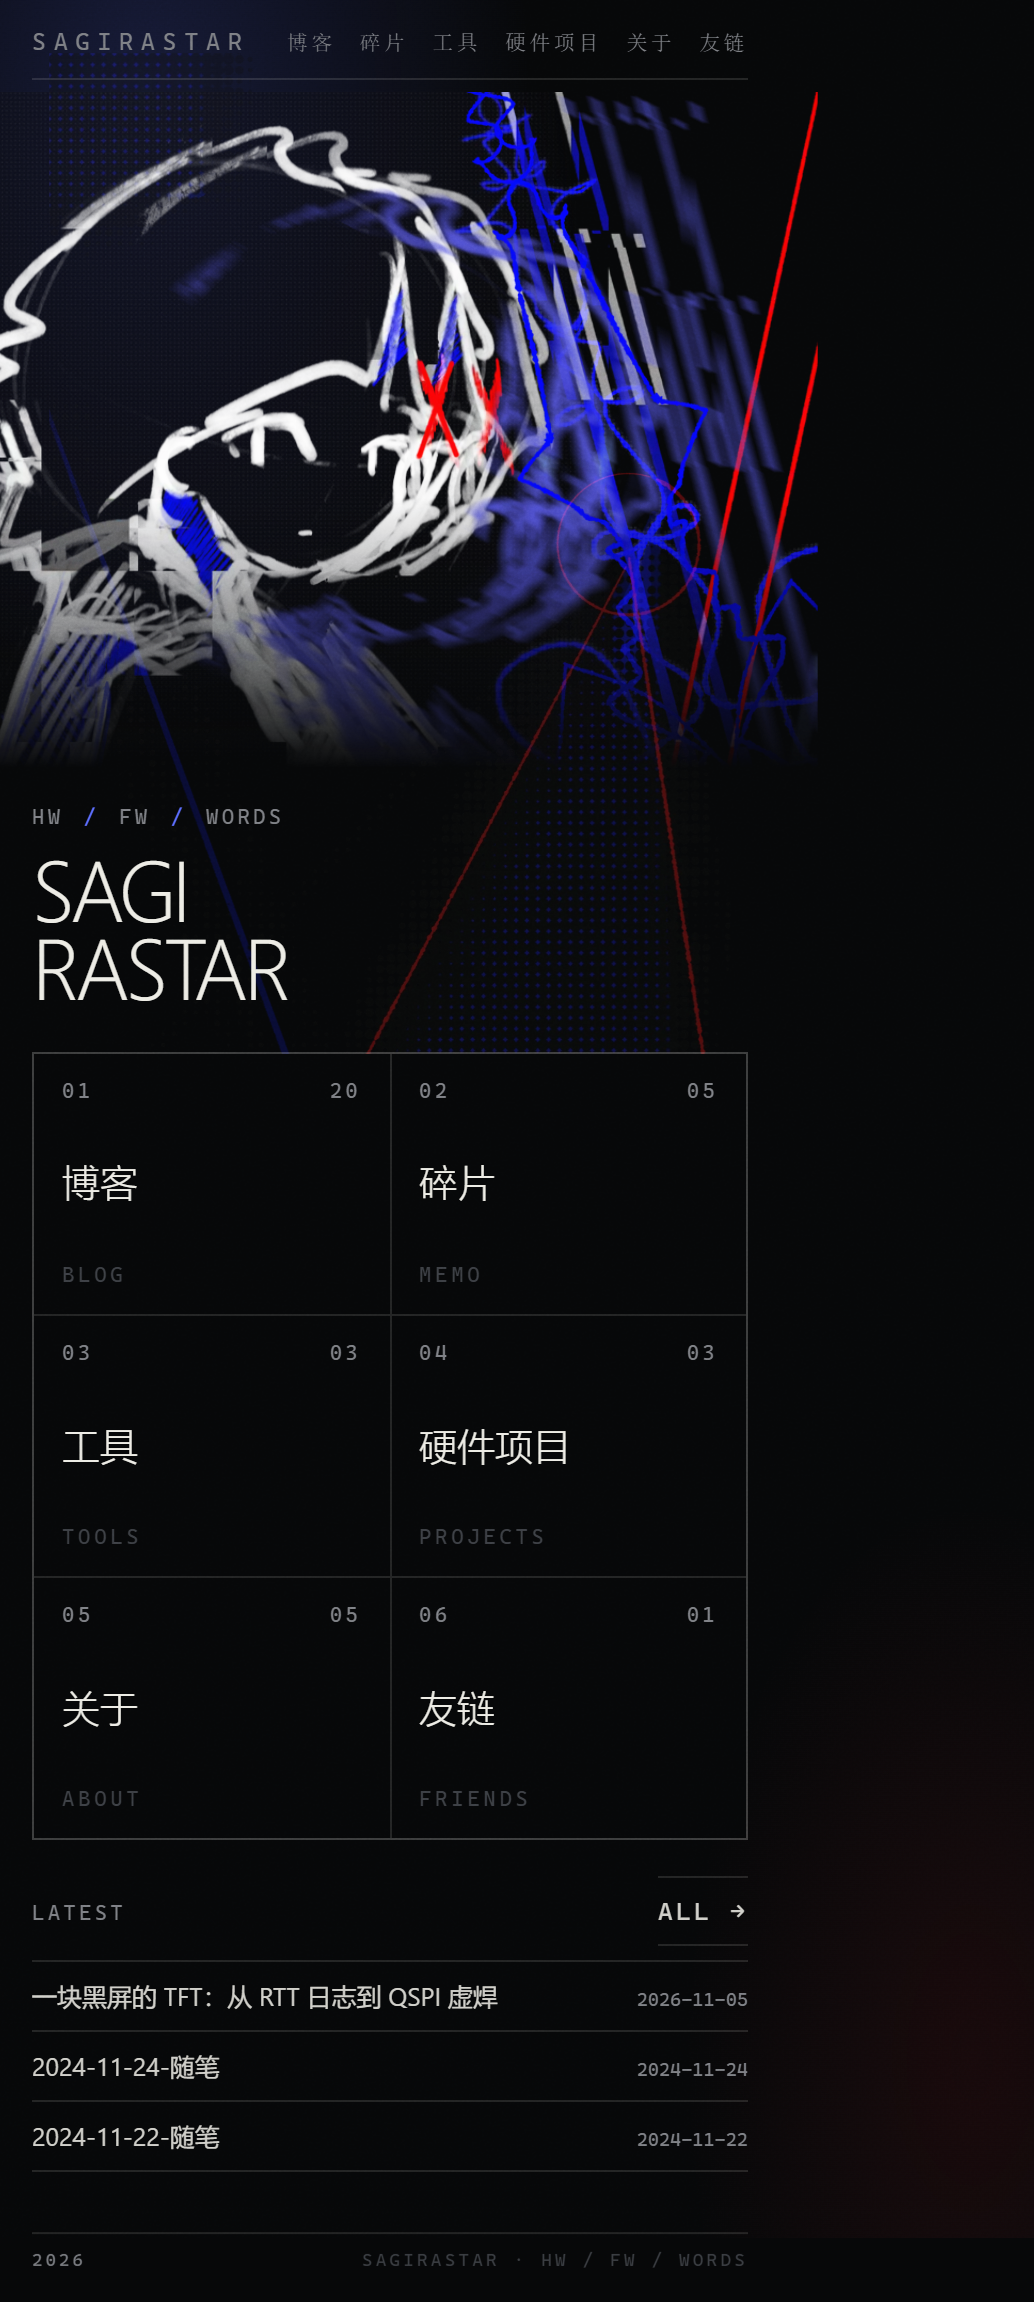 SAGIRASTAR 博客 碎片 工具 硬件项目 关于 友链
HW / FW / WORDS
SAGI
RASTAR
01 20
博客
BLOG
02 05
碎片
MEMO
03 03
工具
TOOLS
04 03
硬件项目
PROJECTS
05 05
关于
ABOUT
06 01
友链
FRIENDS
LATEST ALL →
一块黑屏的 TFT：从 RTT 日志到 QSPI 虚焊 2026-11-05
2024-11-24-随笔 2024-11-24
2024-11-22-随笔 2024-11-22
2026 SAGIRASTAR · HW / FW / WORDS